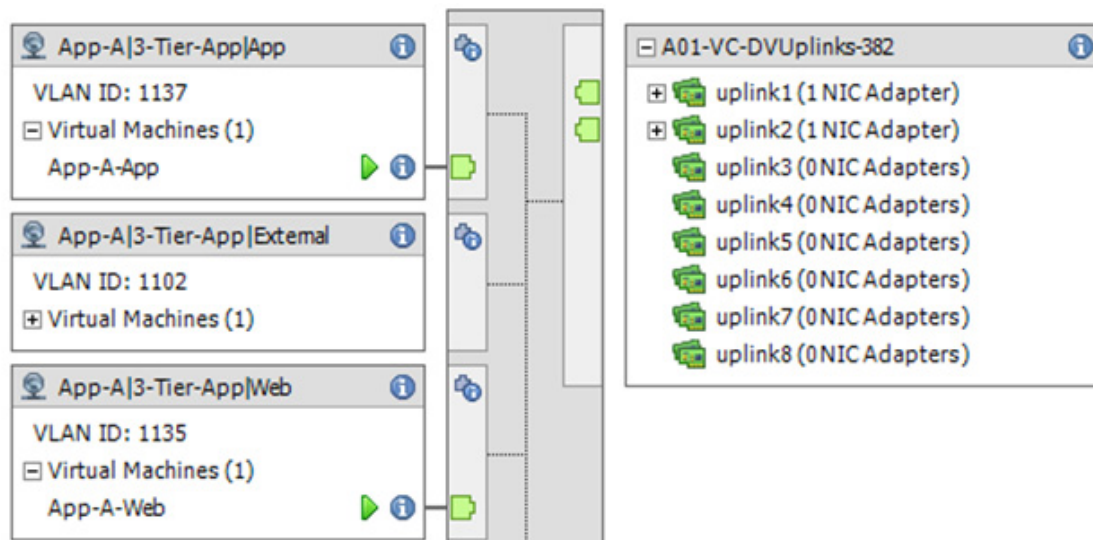 App-A|3-Tier-App|App
VLAN ID: 1137
Virtual Machines (1)
App-A-App
App-A|3-Tier-App|External
VLAN ID: 1102
Virtual Machines (1)
App-A|3-Tier-App|Web
VLAN ID: 1135
Virtual Machines (1)
App-A-Web
A01-VC-DVUplinks-382
uplink1 (1 NIC Adapter)
uplink2 (1 NIC Adapter)
uplink3 (0 NIC Adapters)
uplink4 (0 NIC Adapters)
uplink5 (0 NIC Adapters)
uplink6 (0 NIC Adapters)
uplink7 (0 NIC Adapters)
uplink8 (0 NIC Adapters)